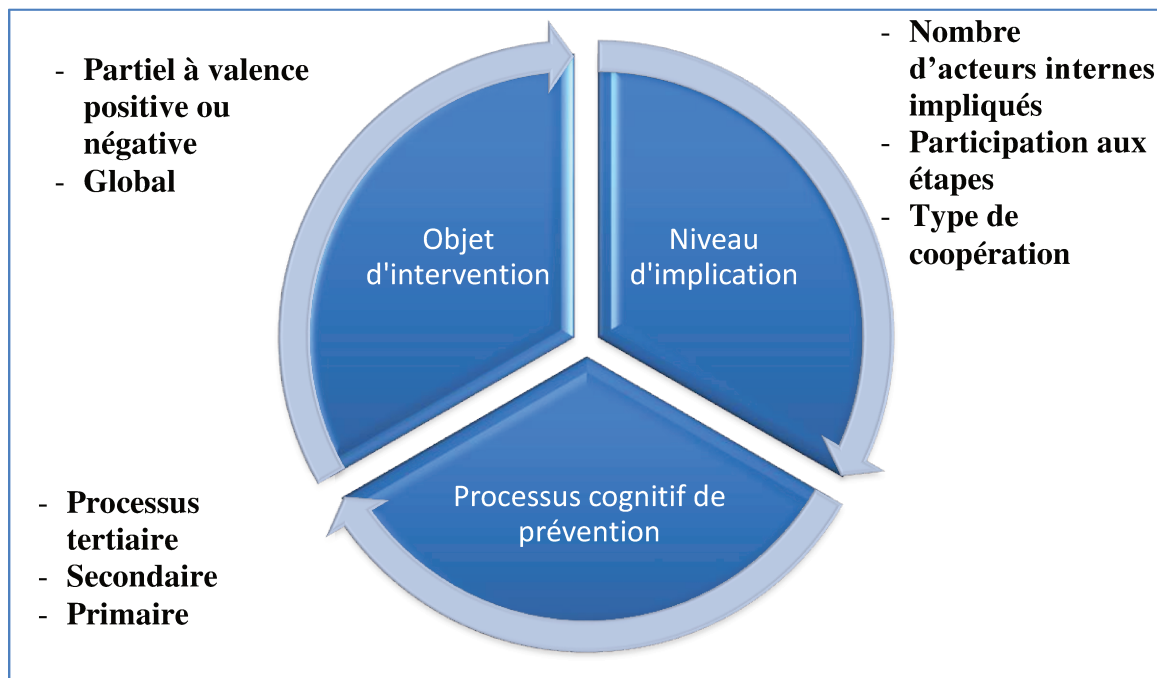 - Partiel à valence
positive ou
négative
- Global
- Nombre
d'acteurs internes
impliqués
- Participation aux
étapes
- Type de
coopération
Objet
d'intervention
Niveau
d'implication
Processus cognitif de
prévention
- Processus
tertiaire
- Secondaire
- Primaire